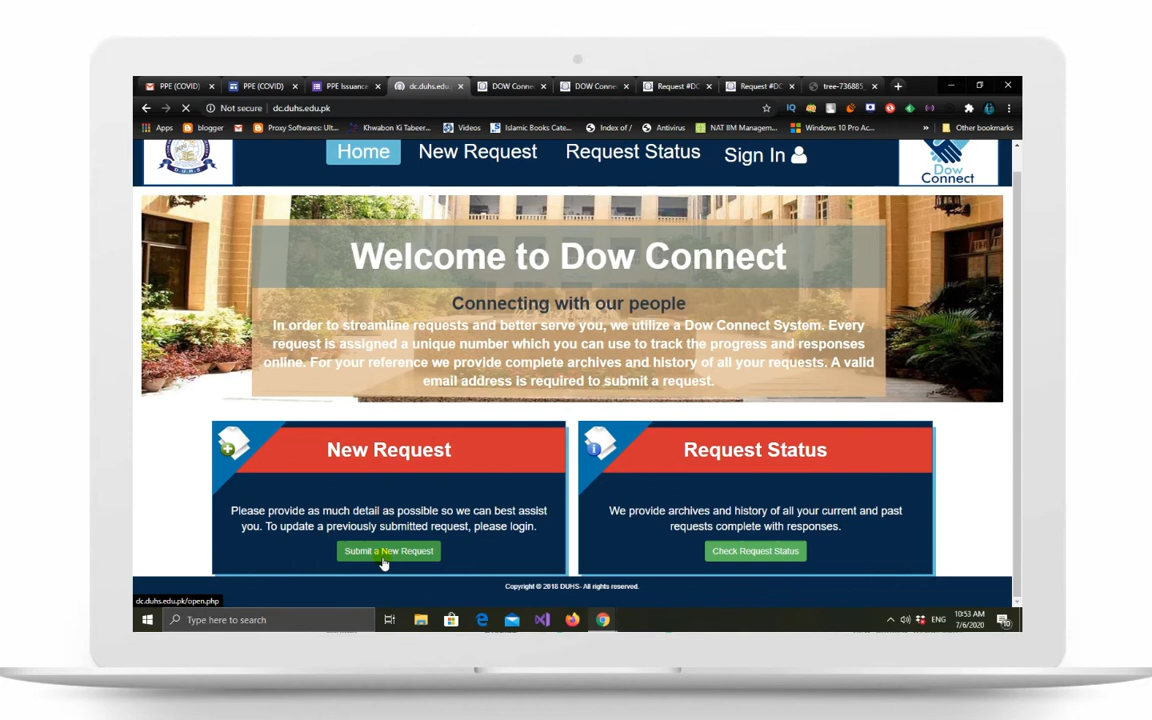 PPE (COVID)
PPE (COVID)
PPE Issuance
dc.duhs.edu.
DOW Conne
DOW Conne
Request #DC
Request #DC
tree-736885_
Not secure
dc.duhs.edu.pk
Apps
blogger
Proxy Softwares: Ult...
Khwabon Ki Tabeer...
Videos
Islamic Books Cate...
Index of /
Antivirus
NAT IIM Managem...
Windows 10 Pro Ac...
Other bookmarks
D.U.H.S
Home
New Request
Request Status
Sign In
Dow
Connect
Welcome to Dow Connect
Connecting with our people
In order to streamline requests and better serve you, we utilize a Dow Connect System. Every
request is assigned a unique number which you can use to track the progress and responses
online. For your reference we provide complete archives and history of all your requests. A valid
email address is required to submit a request.
New Request
Please provide as much detail as possible so we can best assist
you. To update a previously submitted request, please login.
Submit a New Request
Request Status
We provide archives and history of all your current and past
requests complete with responses.
Check Request Status
Copyright © 2018 DUHS- All rights reserved.
dc.duhs.edu.pk/open.php
Type here to search
ENG
10:53 AM
7/6/2020